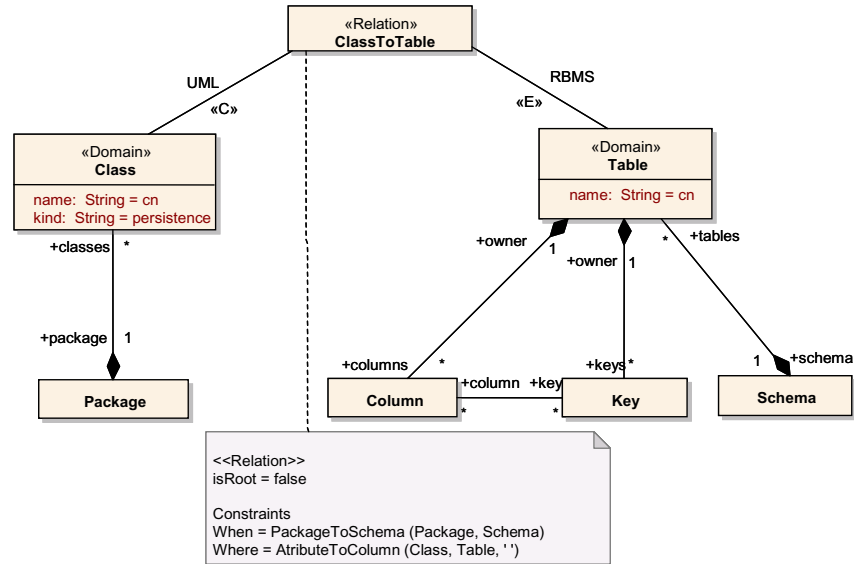 «Relation»
ClassToTable
UML
RBMS
«C»
«E»
«Domain»
Class
name: String = cn
kind: String = persistence
«Domain»
Table
name: String = cn
+classes *
+package 1
+owner 1
+owner 1
* +tables
+columns *
+keys *
1 +schema
+column +key
* *
Package
Column
Key
Schema
<<Relation>>
isRoot = false
Constraints
When = PackageToSchema (Package, Schema)
Where = AtributeToColumn (Class, Table, ' ')